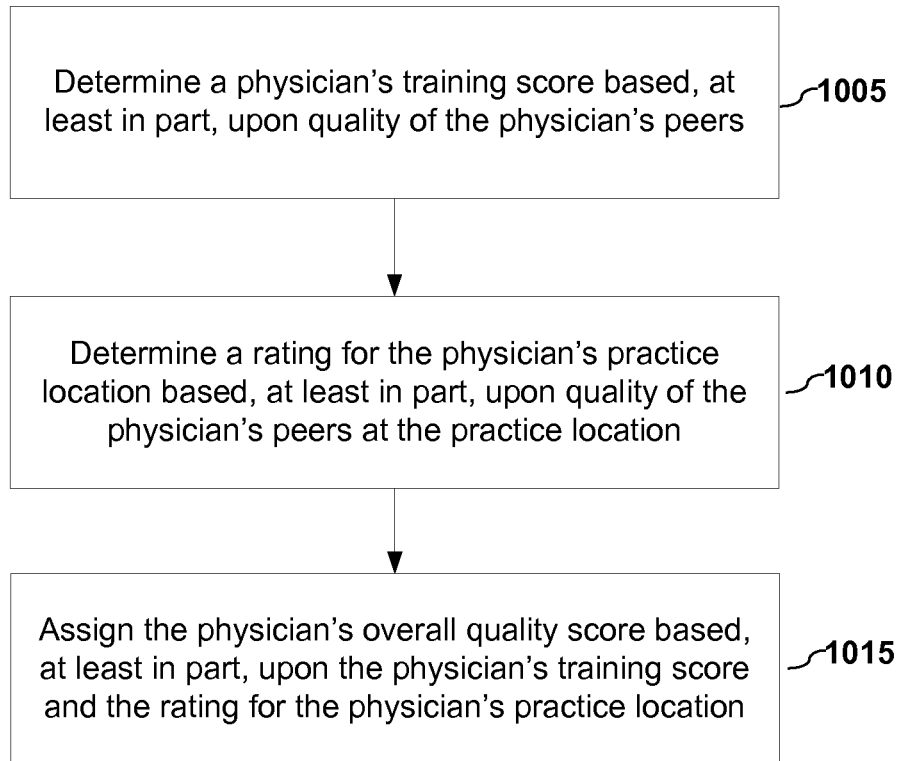 Determine a physician's training score based, at
least in part, upon quality of the physician's peers
1005
Determine a rating for the physician's practice
location based, at least in part, upon quality of the
physician's peers at the practice location
1010
Assign the physician's overall quality score based,
at least in part, upon the physician's training score
and the rating for the physician's practice location
1015